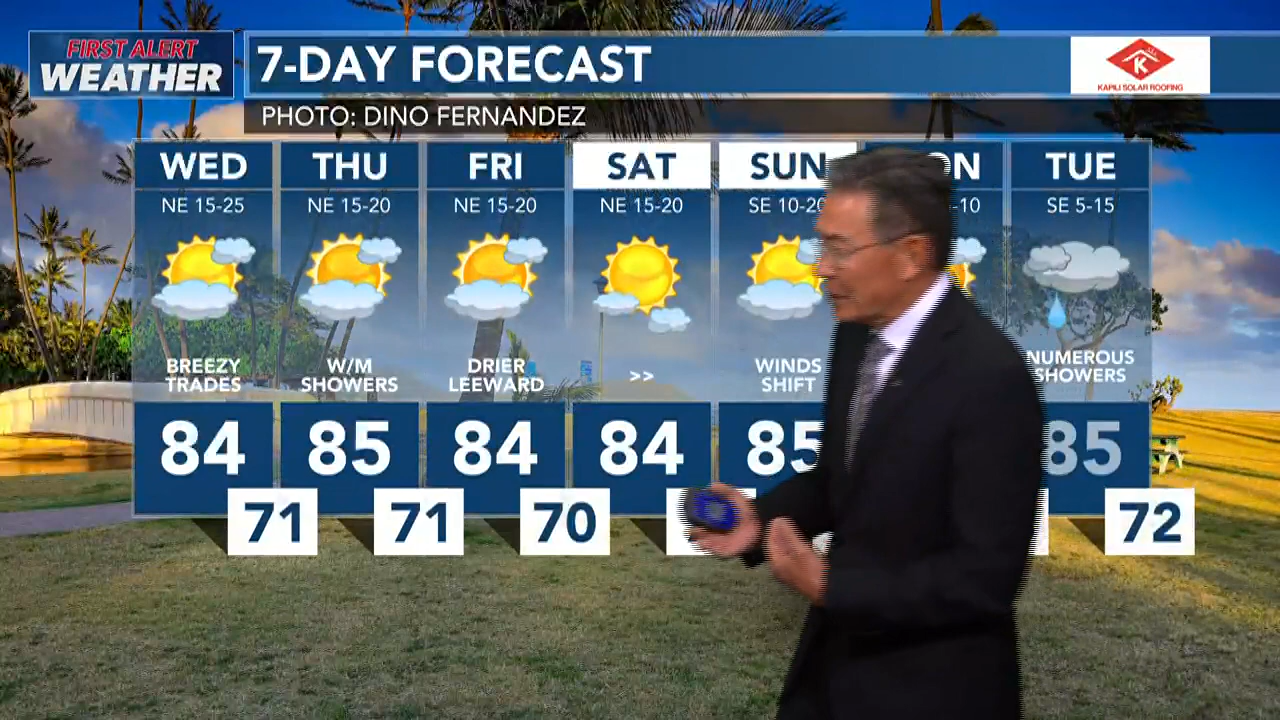 FIRST ALERT
WEATHER
7-DAY FORECAST
K
KAPILI SOLAR ROOFING
PHOTO: DINO FERNANDEZ
WED
THU
FRI
SAT
SUN
TUE
NE 15-25
NE 15-20
NE 15-20
NE 15-20
SE 10-20
SE 5-15
BREEZY
TRADES
W/M
SHOWERS
DRIER
LEEWARD
>>
WINDS
SHIFT
NUMEROUS
SHOWERS
84
85
84
84
85
85
71
71
70
72